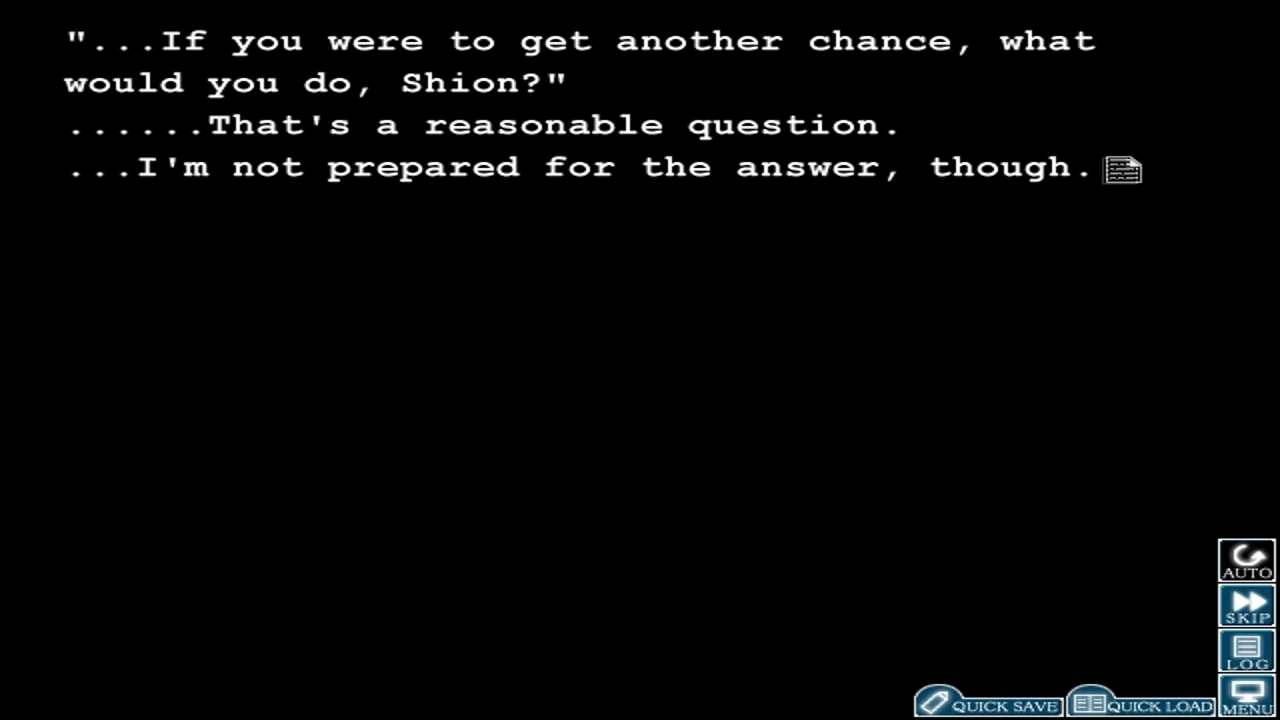 "...If you were to get another chance, what
would you do, Shion?"
......That's a reasonable question.
...I'm not prepared for the answer, though.
AUTO
SKIP
LOG
QUICK SAVE
QUICK LOAD
MENU